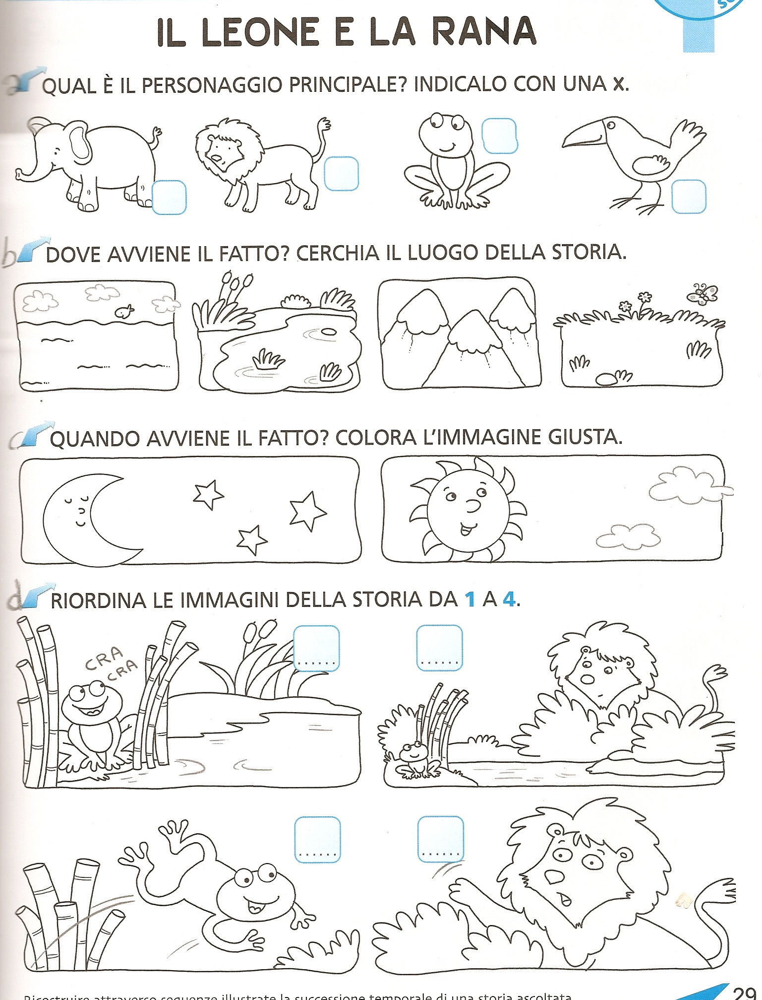 IL LEONE E LA RANA
a
QUAL È IL PERSONAGGIO PRINCIPALE? INDICALO CON UNA X.
b
DOVE AVVIENE IL FATTO? CERCHIA IL LUOGO DELLA STORIA.
c
QUANDO AVVIENE IL FATTO? COLORA L'IMMAGINE GIUSTA.
d
RIORDINA LE IMMAGINI DELLA STORIA DA 1 A 4.
CRA
CRA
......
......
......
......
Ricostruire attraverso sequenze illustrate la successione temporale di una storia ascoltata.
29